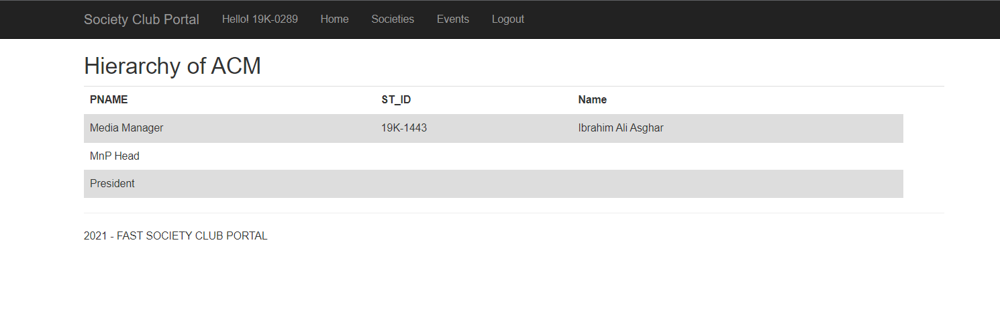 Society Club Portal Hello! 19K-0289 Home Societies Events Logout
Hierarchy of ACM
PNAME ST_ID Name
Media Manager 19K-1443 Ibrahim Ali Asghar
MnP Head
President
2021 - FAST SOCIETY CLUB PORTAL